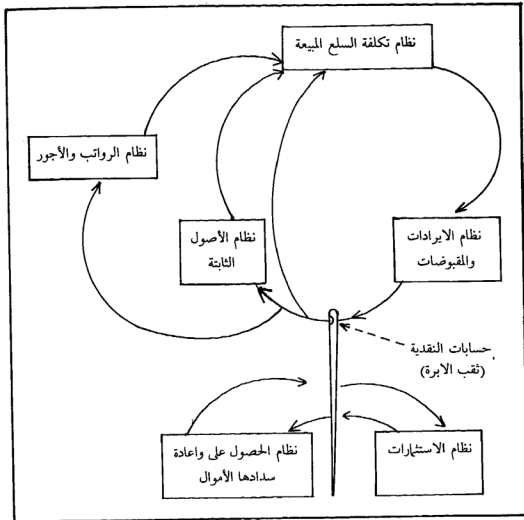 نظام تكلفة السلع المبيعة
نظام الرواتب والأجور
نظام الأصول
الثابتة
نظام الايرادات
والمقبوضات
حسابات النقدية
(ثقب الابرة)
نظام الحصول على واعادة
سدادها الأموال
نظام الاستثمارات